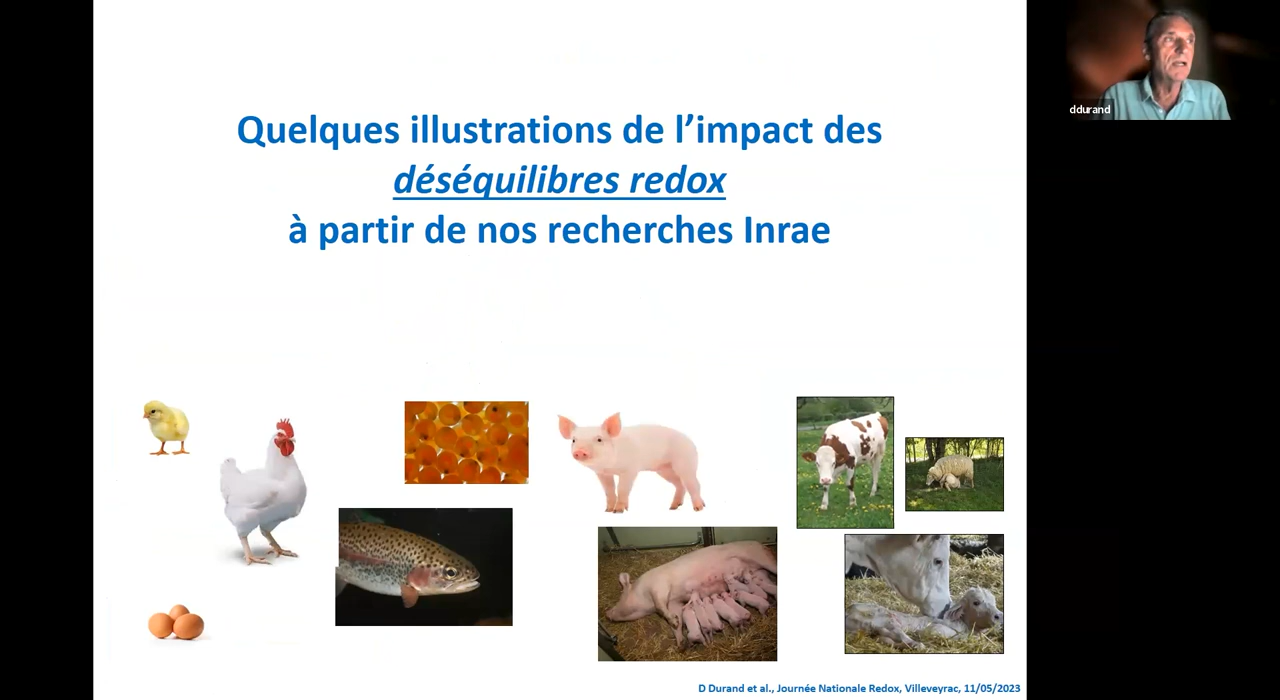 Quelques illustrations de l’impact des
déséquilibres redox
à partir de nos recherches Inrae
ddurand
D Durand et al., Journée Nationale Redox, Villeveyrac, 11/05/2023